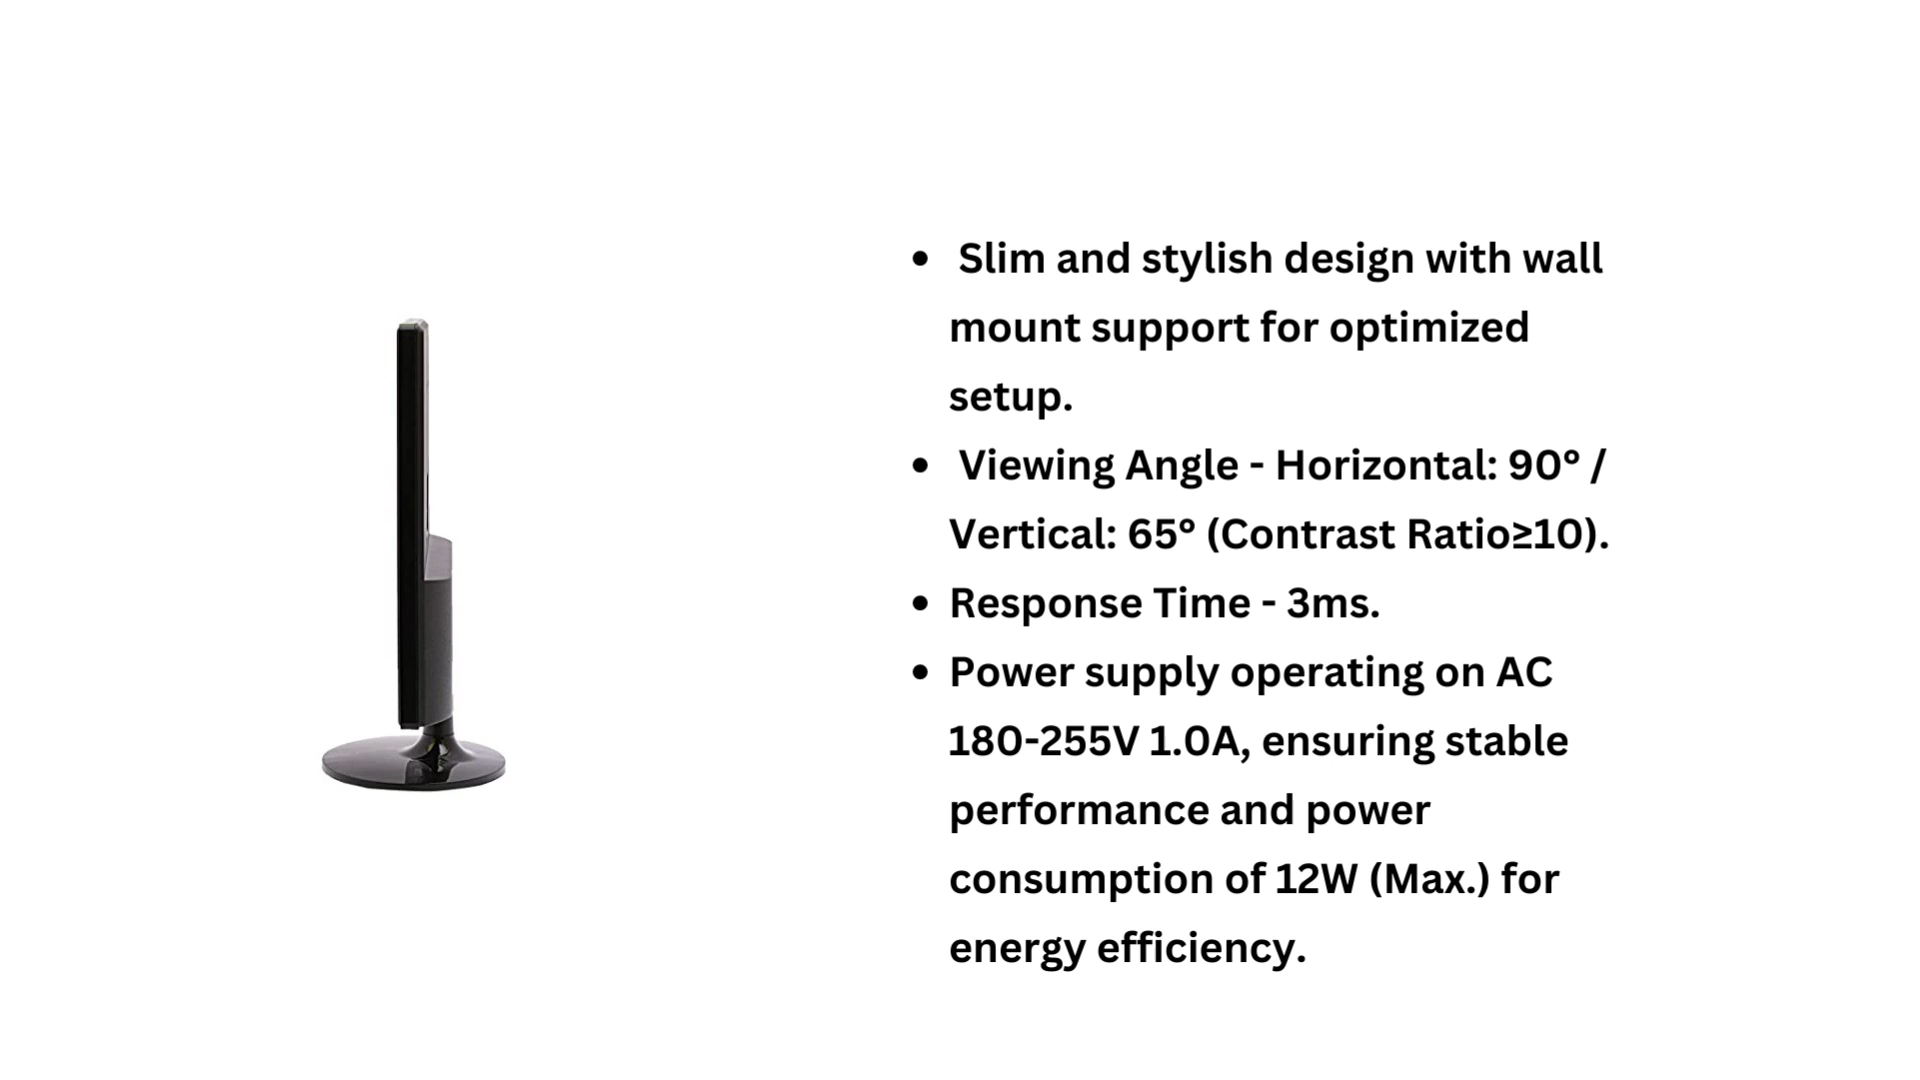 • Slim and stylish design with wall
mount support for optimized
setup.
• Viewing Angle - Horizontal: 90° /
Vertical: 65° (Contrast Ratio≥10).
• Response Time - 3ms.
• Power supply operating on AC
180-255V 1.0A, ensuring stable
performance and power
consumption of 12W (Max.) for
energy efficiency.